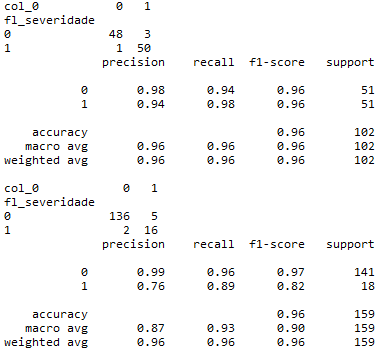 col_0 0 1
fl_severidade
0 48 3
1 1 50
precision recall f1-score support
0 0.98 0.94 0.96 51
1 0.94 0.98 0.96 51
accuracy 0.96 102
macro avg 0.96 0.96 0.96 102
weighted avg 0.96 0.96 0.96 102
col_0 0 1
fl_severidade
0 136 5
1 2 16
precision recall f1-score support
0 0.99 0.96 0.97 141
1 0.76 0.89 0.82 18
accuracy 0.96 159
macro avg 0.87 0.93 0.90 159
weighted avg 0.96 0.96 0.96 159